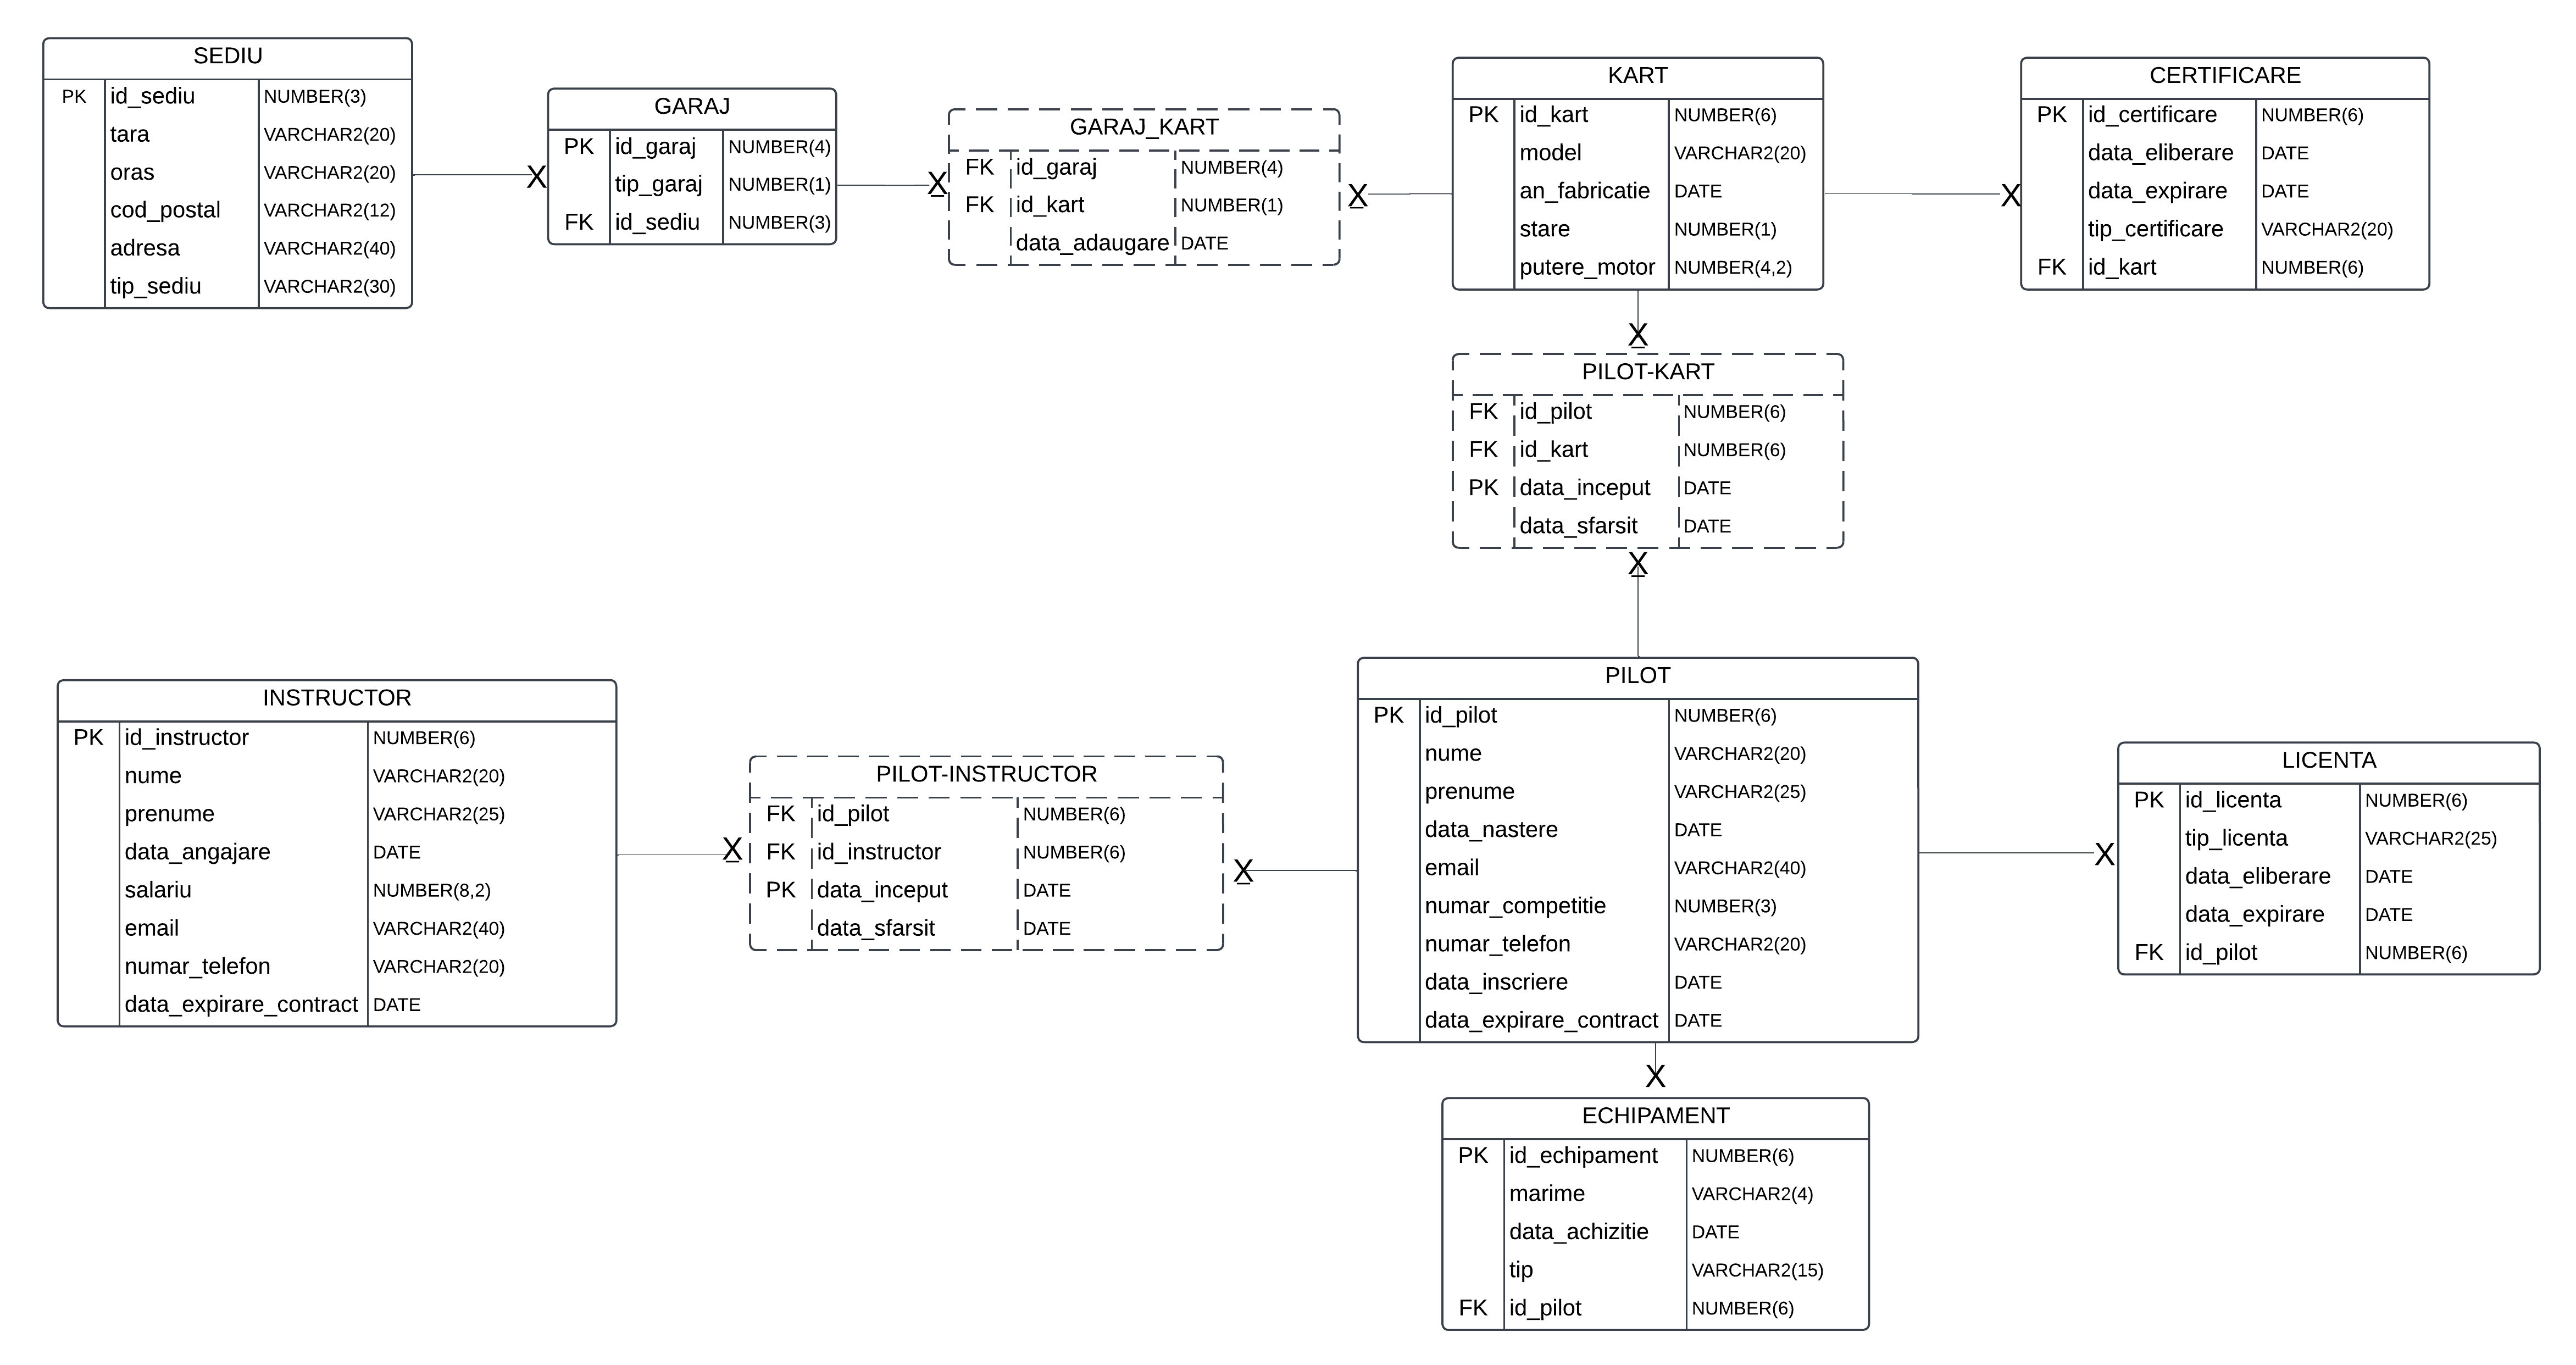 SEDIU
PK id_sediu NUMBER(3)
tara VARCHAR2(20)
oras VARCHAR2(20)
cod_postal VARCHAR2(12)
adresa VARCHAR2(40)
tip_sediu VARCHAR2(30)
X
GARAJ
PK id_garaj NUMBER(4)
tip_garaj NUMBER(1)
FK id_sediu NUMBER(3)
X
GARAJ_KART
FK id_garaj NUMBER(4)
FK id_kart NUMBER(1)
data_adaugare DATE
X
KART
PK id_kart NUMBER(6)
model VARCHAR2(20)
an_fabricatie DATE
stare NUMBER(1)
putere_motor NUMBER(4,2)
X
CERTIFICARE
PK id_certificare NUMBER(6)
data_eliberare DATE
data_expirare DATE
tip_certificare VARCHAR2(20)
FK id_kart NUMBER(6)
X
PILOT-KART
FK id_pilot NUMBER(6)
FK id_kart NUMBER(6)
PK data_inceput DATE
data_sfarsit DATE
X
INSTRUCTOR
PK id_instructor NUMBER(6)
nume VARCHAR2(20)
prenume VARCHAR2(25)
data_angajare DATE
salariu NUMBER(8,2)
email VARCHAR2(40)
numar_telefon VARCHAR2(20)
data_expirare_contract DATE
X
PILOT-INSTRUCTOR
FK id_pilot NUMBER(6)
FK id_instructor NUMBER(6)
PK data_inceput DATE
data_sfarsit DATE
X
PILOT
PK id_pilot NUMBER(6)
nume VARCHAR2(20)
prenume VARCHAR2(25)
data_nastere DATE
email VARCHAR2(40)
numar_competitie NUMBER(3)
numar_telefon VARCHAR2(20)
data_inscriere DATE
data_expirare_contract DATE
X
LICENTA
PK id_licenta NUMBER(6)
tip_licenta VARCHAR2(25)
data_eliberare DATE
data_expirare DATE
FK id_pilot NUMBER(6)
X
ECHIPAMENT
PK id_echipament NUMBER(6)
marime VARCHAR2(4)
data_achizitie DATE
tip VARCHAR2(15)
FK id_pilot NUMBER(6)